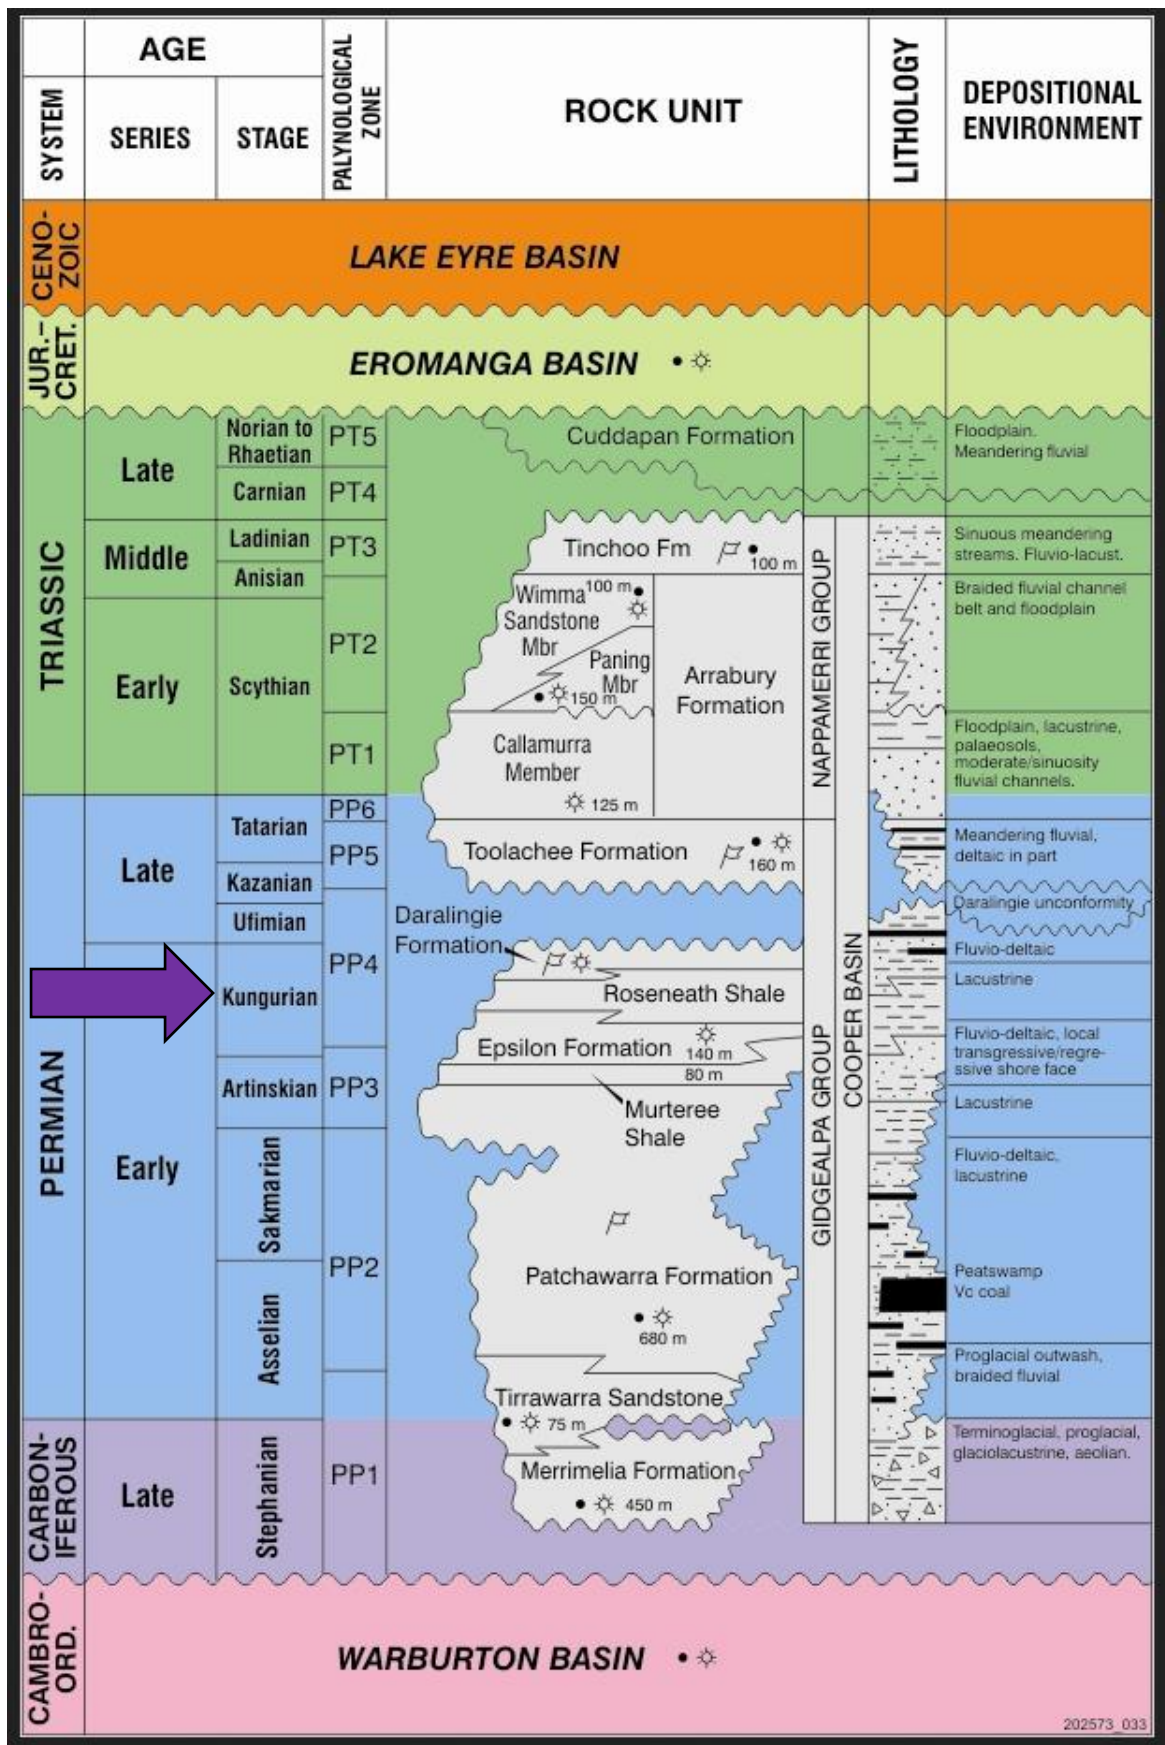 AGE
SYSTEM
SERIES
STAGE
PALYNOLOGICAL
ZONE
ROCK UNIT
LITHOLOGY
DEPOSITIONAL
ENVIRONMENT
CENO-
ZOIC
LAKE EYRE BASIN
JUR.–
CRET.
EROMANGA BASIN
TRIASSIC
Late
Norian to
Rhaetian
PT5
Cuddapan Formation
Floodplain.
Meandering fluvial
Carnian
PT4
Middle
Ladinian
PT3
Anisian
Tinchoo Fm
100 m
Sinuous meandering
streams. Fluvio-lacust.
Early
Scythian
PT2
Wimma
Sandstone
Mbr
100 m
Paning
Mbr
150 m
Arrabury
Formation
NAPPAMERRI GROUP
Braided fluvial channel
belt and floodplain
PT1
Callamurra
Member
125 m
Floodplain, lacustrine,
palaeosols,
moderate/sinuosity
fluvial channels.
PERMIAN
Late
Tatarian
PP6
PP5
Toolachee Formation
160 m
Meandering fluvial,
deltaic in part
Kazanian
Ufimian
Daralingie
Formation
Daralingie unconformity
PP4
Fluvio-deltaic
Kungurian
Roseneath Shale
Lacustrine
Epsilon Formation
140 m
80 m
Fluvio-deltaic, local
transgressive/regre-
ssive shore face
COOPER BASIN
GIDGEALPA GROUP
Early
Artinskian
PP3
Murteree
Shale
Lacustrine
Sakmarian
PP2
Fluvio-deltaic,
lacustrine
Asselian
Patchawarra Formation
680 m
Peatswamp
Vc coal
Tirrawarra Sandstone
75 m
Proglacial outwash,
braided fluvial
CARBON-
IFEROUS
Late
Stephanian
PP1
Merrimelia Formation
450 m
Terminoglacial, proglacial,
glaciolacustrine, aeolian.
CAMBRO-
ORD.
WARBURTON BASIN
202573_033